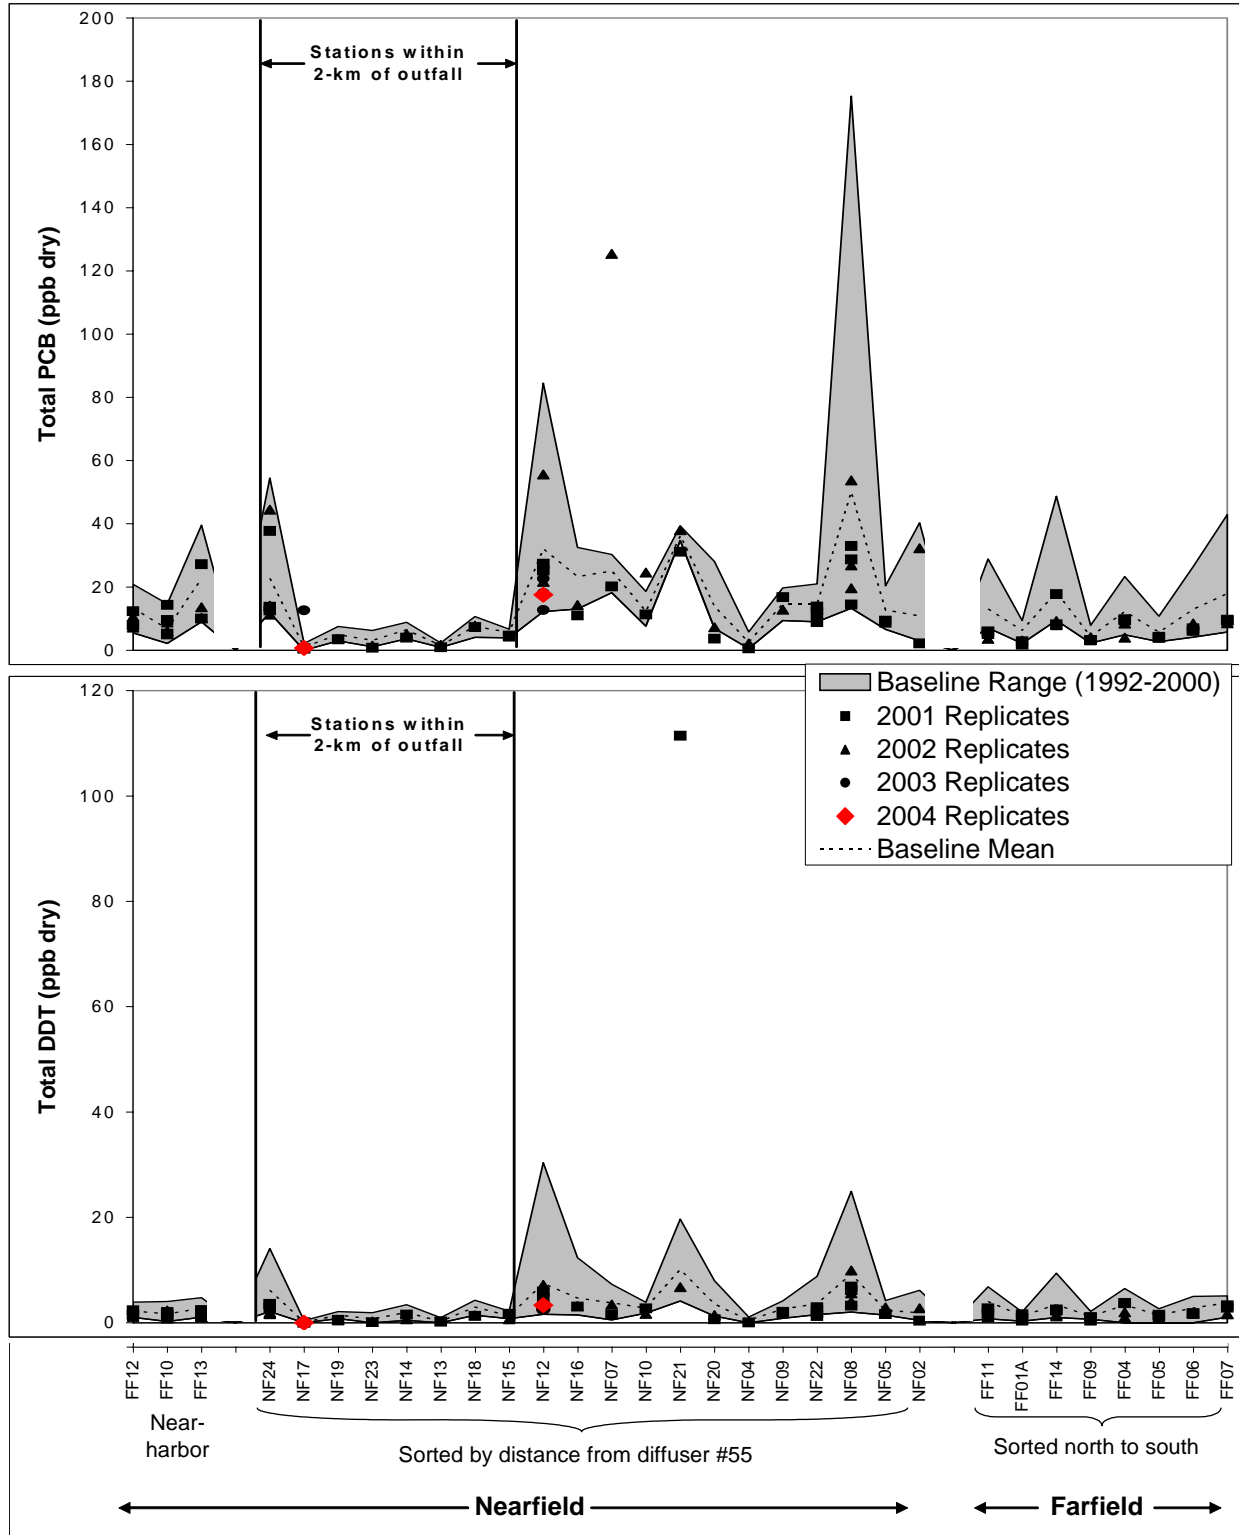 200
180
160
140
120
100
80
60
40
20
0
Total PCB (ppb dry)
Stations within
2-km of outfall
120
100
80
60
40
20
0
Total DDT (ppb dry)
Stations within
2-km of outfall
Baseline Range (1992-2000)
2001 Replicates
2002 Replicates
2003 Replicates
2004 Replicates
Baseline Mean
FF12
FF10
FF13
NF24
NF17
NF19
NF23
NF14
NF13
NF18
NF15
NF12
NF16
NF07
NF10
NF21
NF20
NF04
NF09
NF22
NF08
NF05
NF02
FF11
FF01A
FF14
FF09
FF04
FF05
FF06
FF07
Near-
harbor
Sorted by distance from diffuser #55
Sorted north to south
Nearfield
Farfield